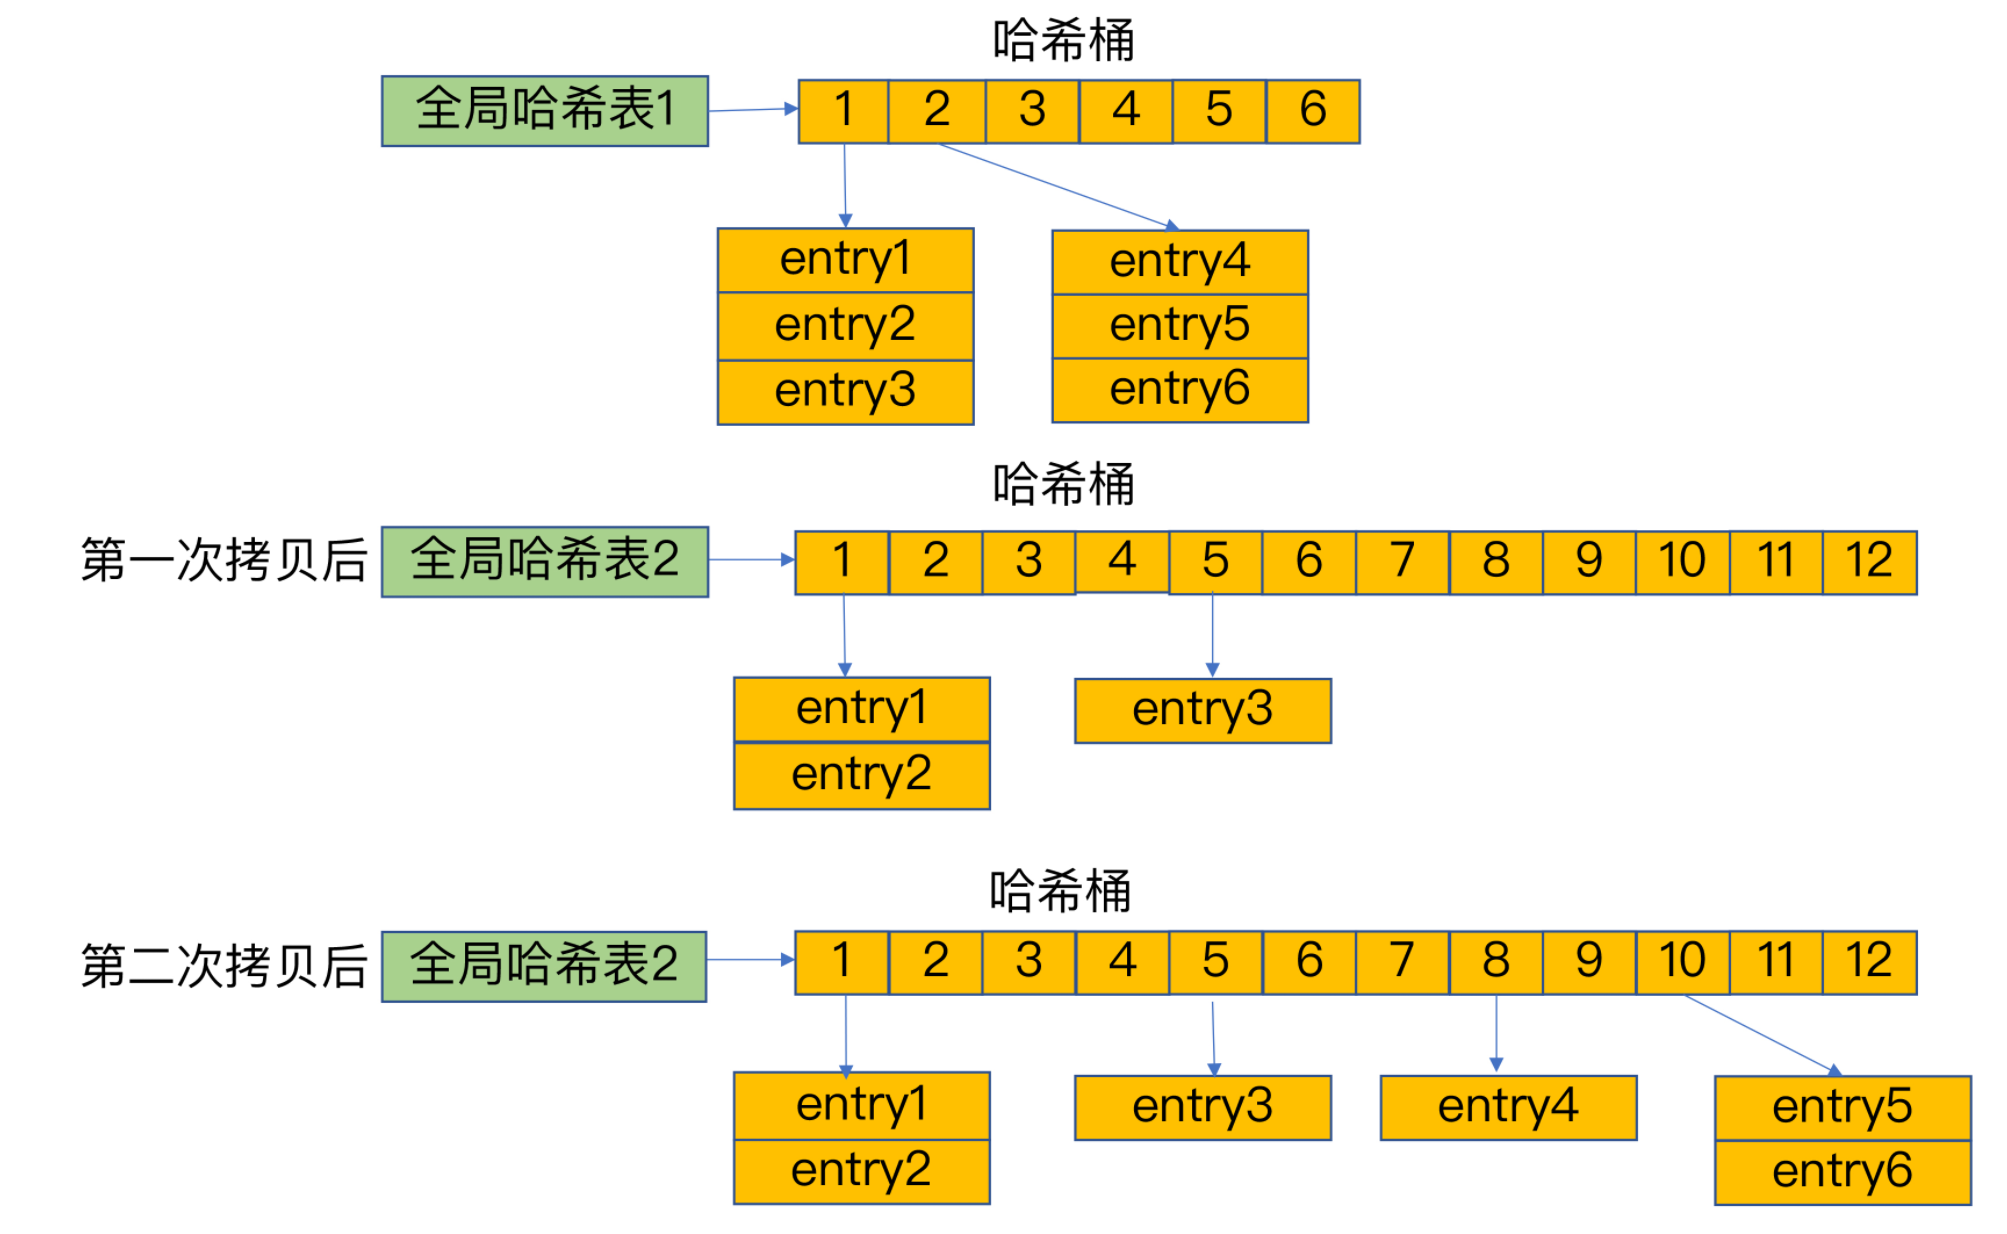 哈希桶
全局哈希表1 1 2 3 4 5 6
entry1 entry4
entry2 entry5
entry3 entry6
哈希桶
第一次拷贝后 全局哈希表2 1 2 3 4 5 6 7 8 9 10 11 12
entry1 entry3
entry2
哈希桶
第二次拷贝后 全局哈希表2 1 2 3 4 5 6 7 8 9 10 11 12
entry1 entry3 entry4 entry5
entry2 entry6